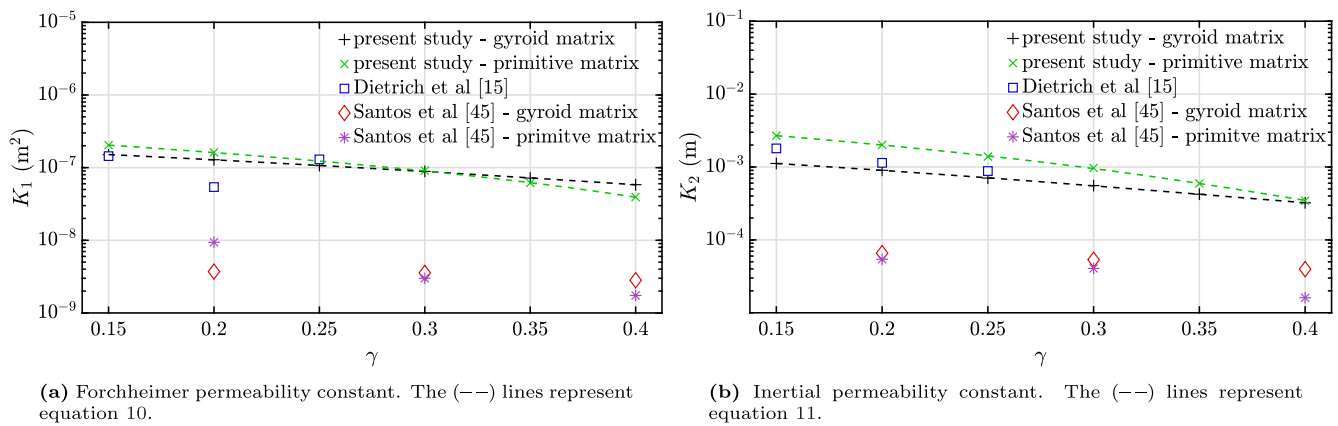 10⁻⁵
10⁻⁶
10⁻⁷
10⁻⁸
10⁻⁹
K₁ (m²)
present study - gyroid matrix
present study - primitive matrix
Dietrich et al [15]
Santos et al [45] - gyroid matrix
Santos et al [45] - primitve matrix
0.15 0.2 0.25 0.3 0.35 0.4
γ
(a) Forchheimer permeability constant. The (−−) lines represent
equation 10.
10⁻¹
10⁻²
10⁻³
10⁻⁴
K₂ (m)
present study - gyroid matrix
present study - primitive matrix
Dietrich et al [15]
Santos et al [45] - gyroid matrix
Santos et al [45] - primitve matrix
0.15 0.2 0.25 0.3 0.35 0.4
γ
(b) Inertial permeability constant. The (−−) lines represent
equation 11.